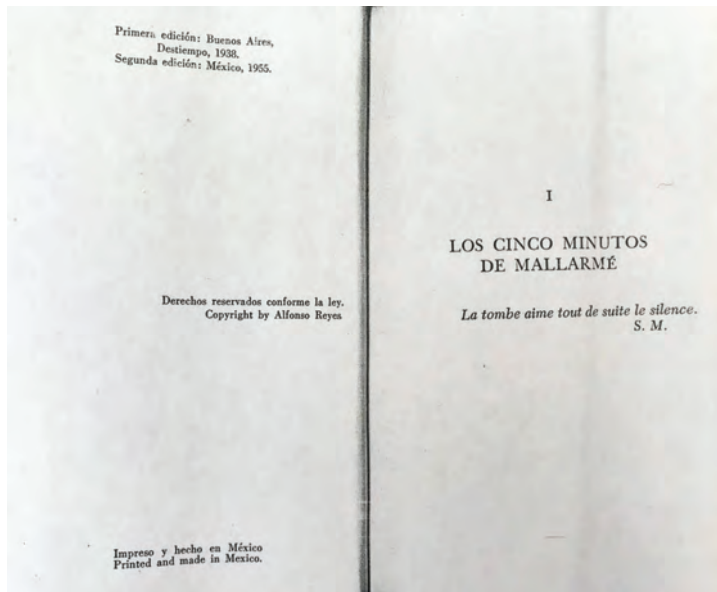 Primera edición: Buenos Aires,
Destiempo, 1938.
Segunda edición: México, 1955.
Derechos reservados conforme la ley.
Copyright by Alfonso Reyes
Impreso y hecho en México
Printed and made in Mexico.
I
LOS CINCO MINUTOS
DE MALLARMÉ
La tombe aime tout de suite le silence.
S. M.